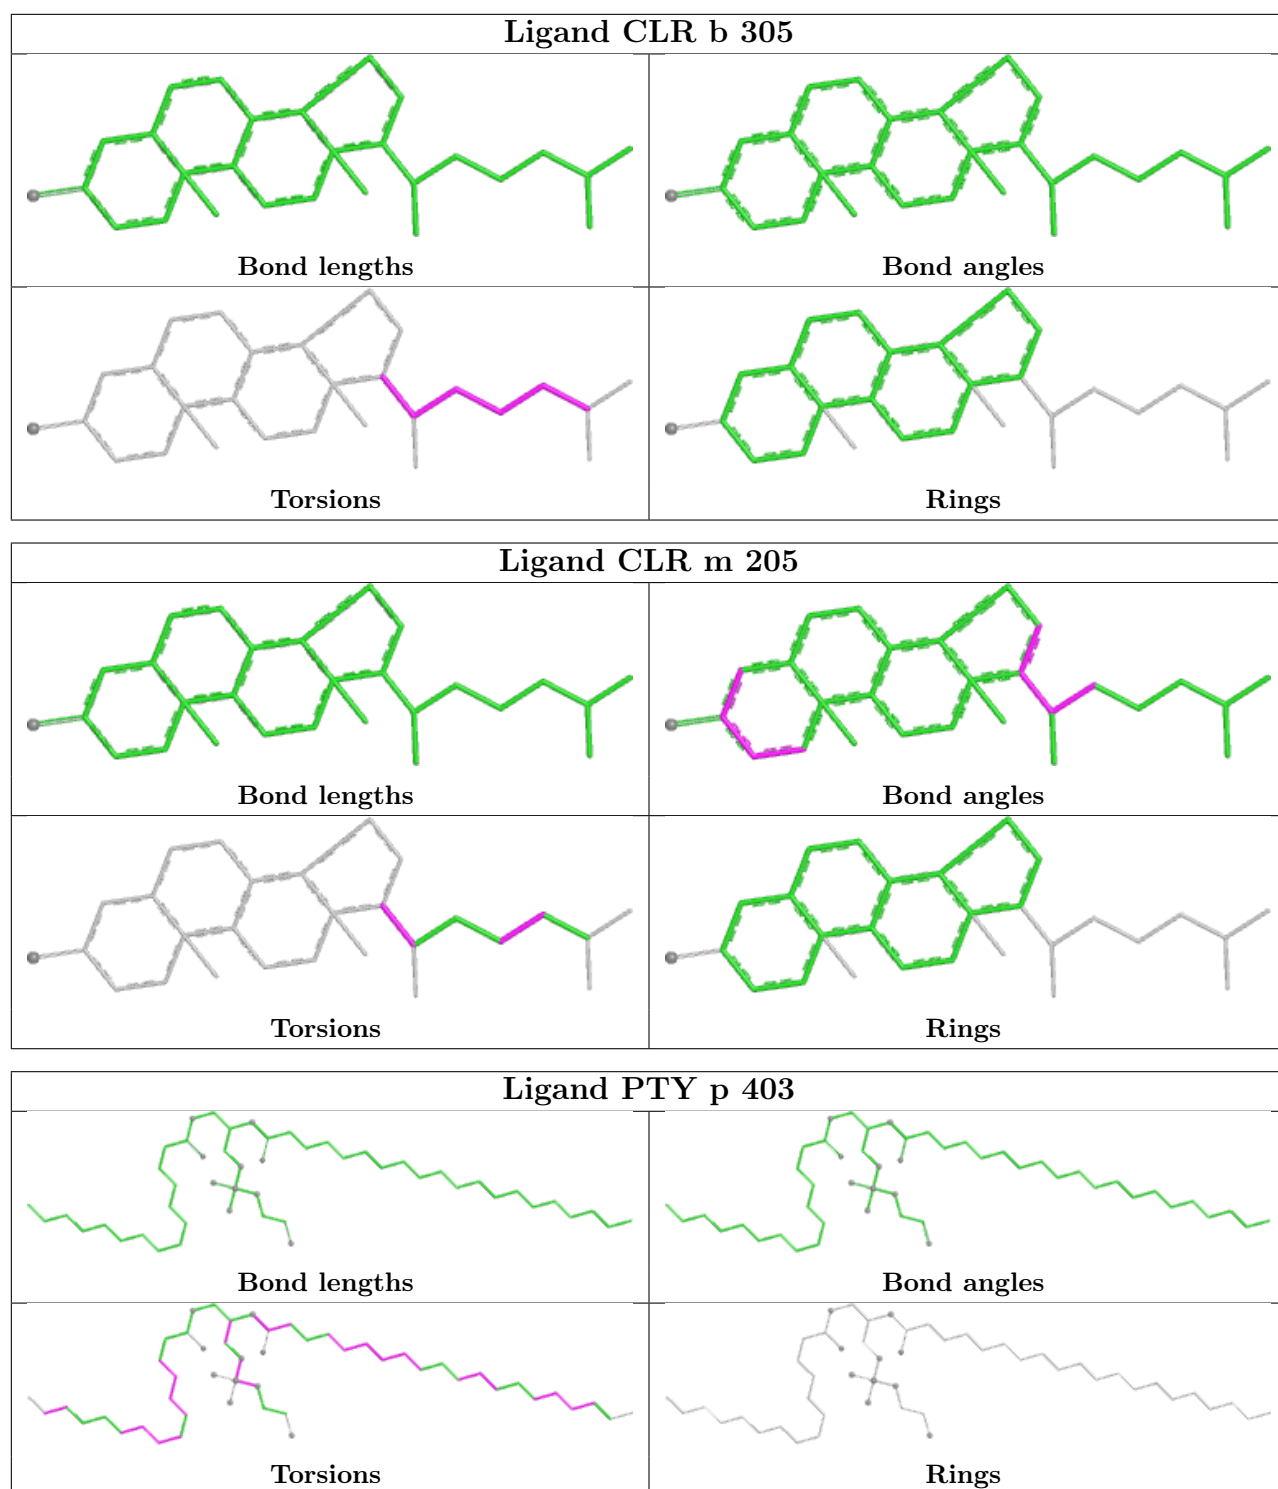 Ligand CLR b 305
Bond lengths
Bond angles
Torsions
Rings
Ligand CLR m 205
Bond lengths
Bond angles
Torsions
Rings
Ligand PTY p 403
Bond lengths
Bond angles
Torsions
Rings